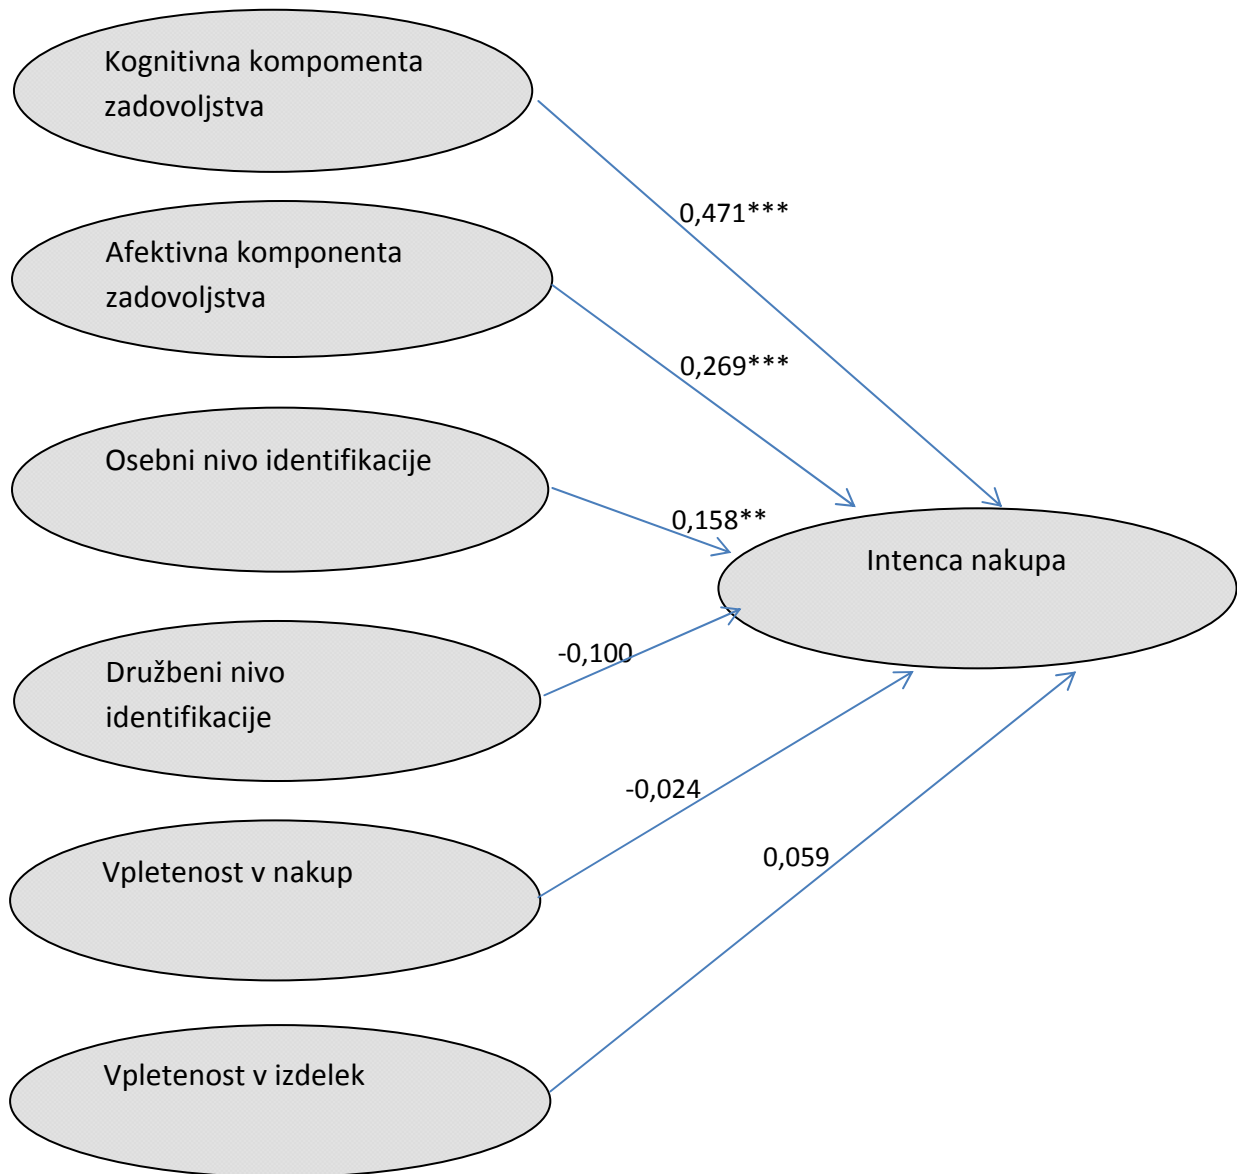 Kognitivna kompomenta
zadovoljstva
0,471***
Afektivna komponenta
zadovoljstva
0,269***
Osebni nivo identifikacije
0,158**
Intenca nakupa
Družbeni nivo
identifikacije
-0,100
-0,024
Vpletenost v nakup
0,059
Vpletenost v izdelek